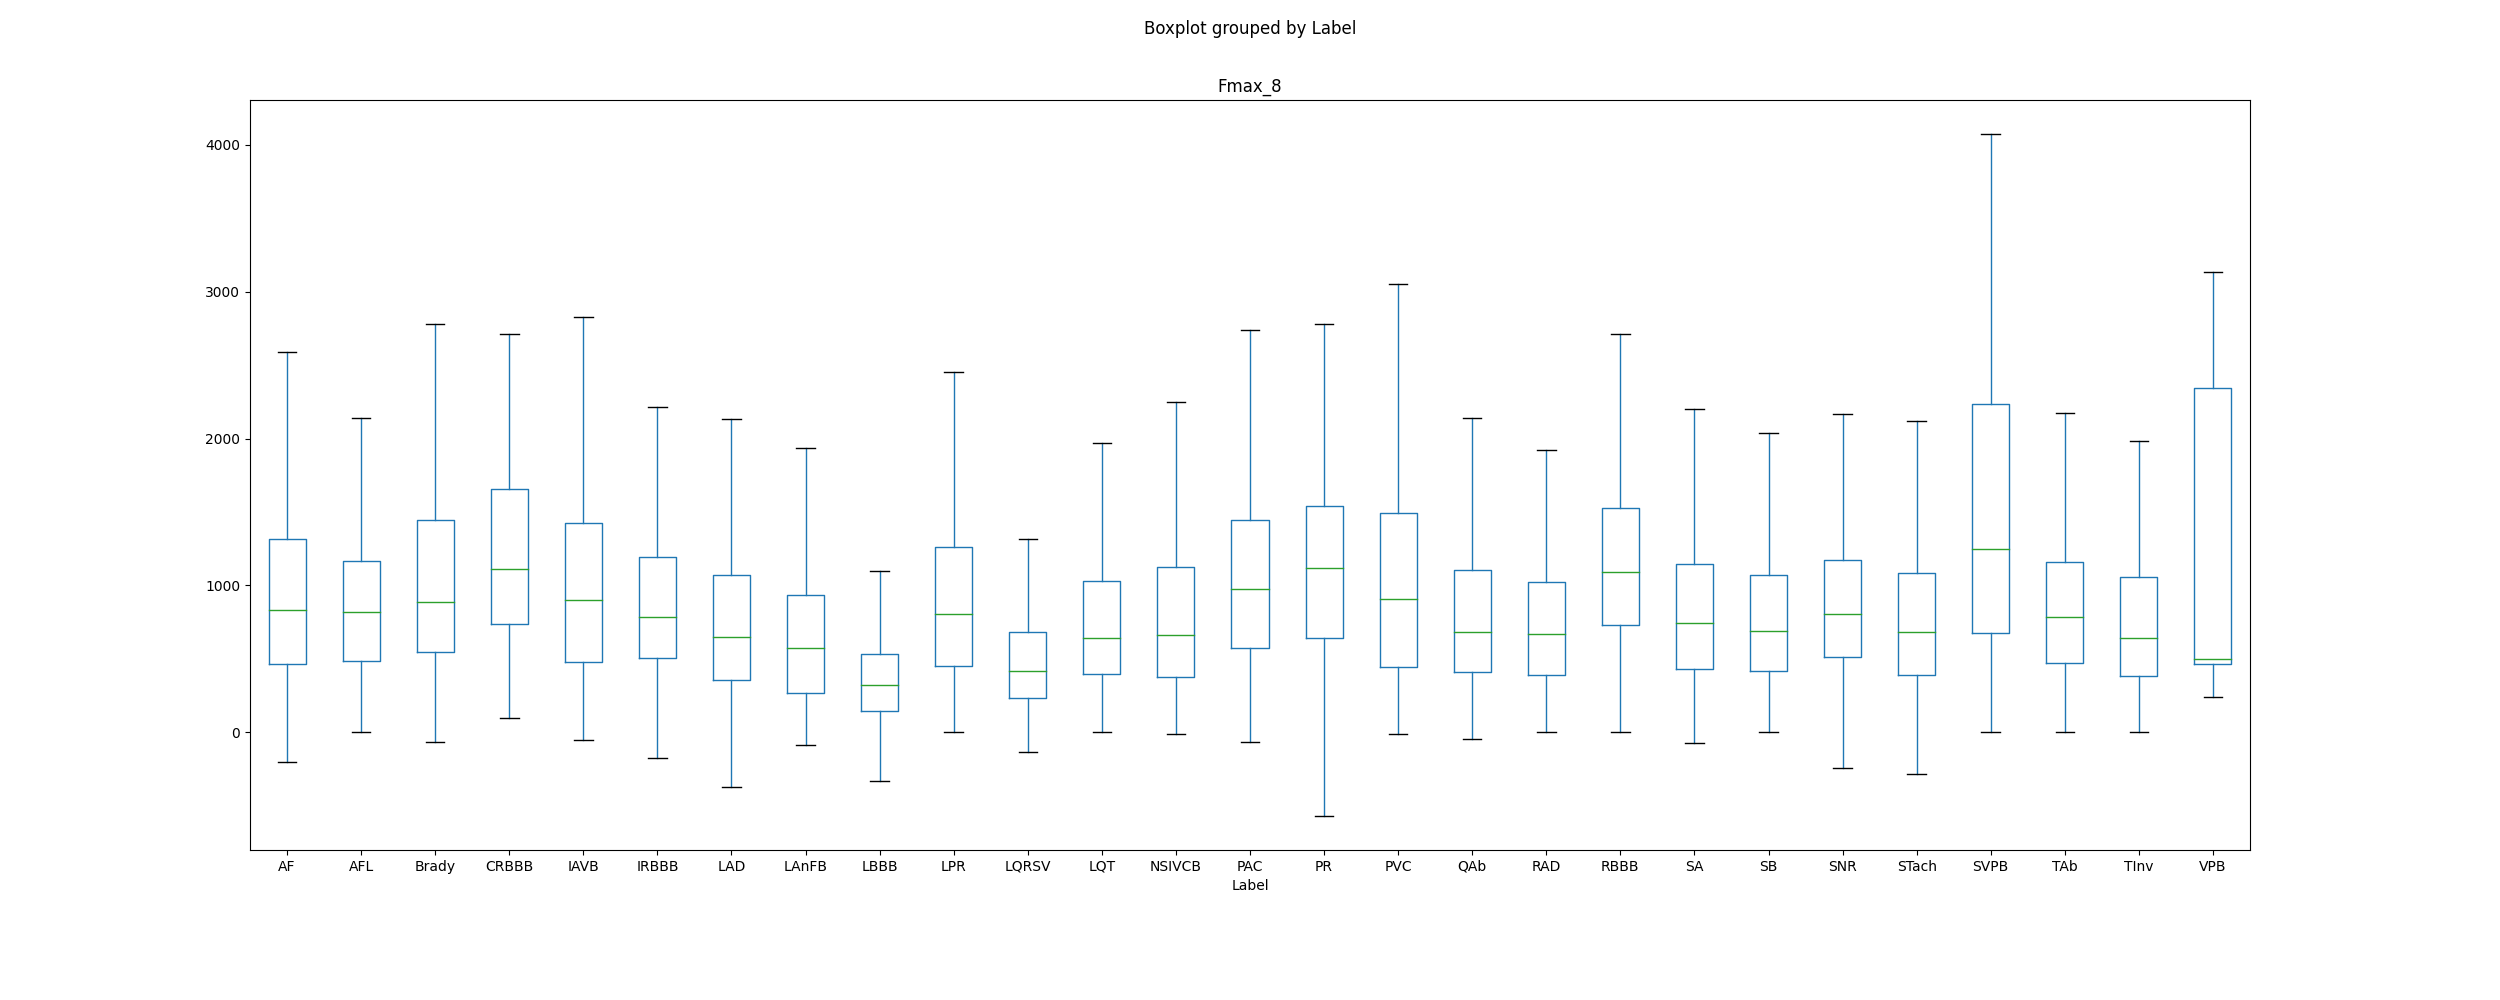 Boxplot grouped by Label
Fmax_8
4000
3000
2000
1000
0
AF AFL Brady CRBBB IAVB IRBBB LAD LAnFB LBBB LPR LQRSV LQT NSIVCB PAC PR PVC QAb RAD RBBB SA SB SNR STach SVPB TAb TInv VPB
Label